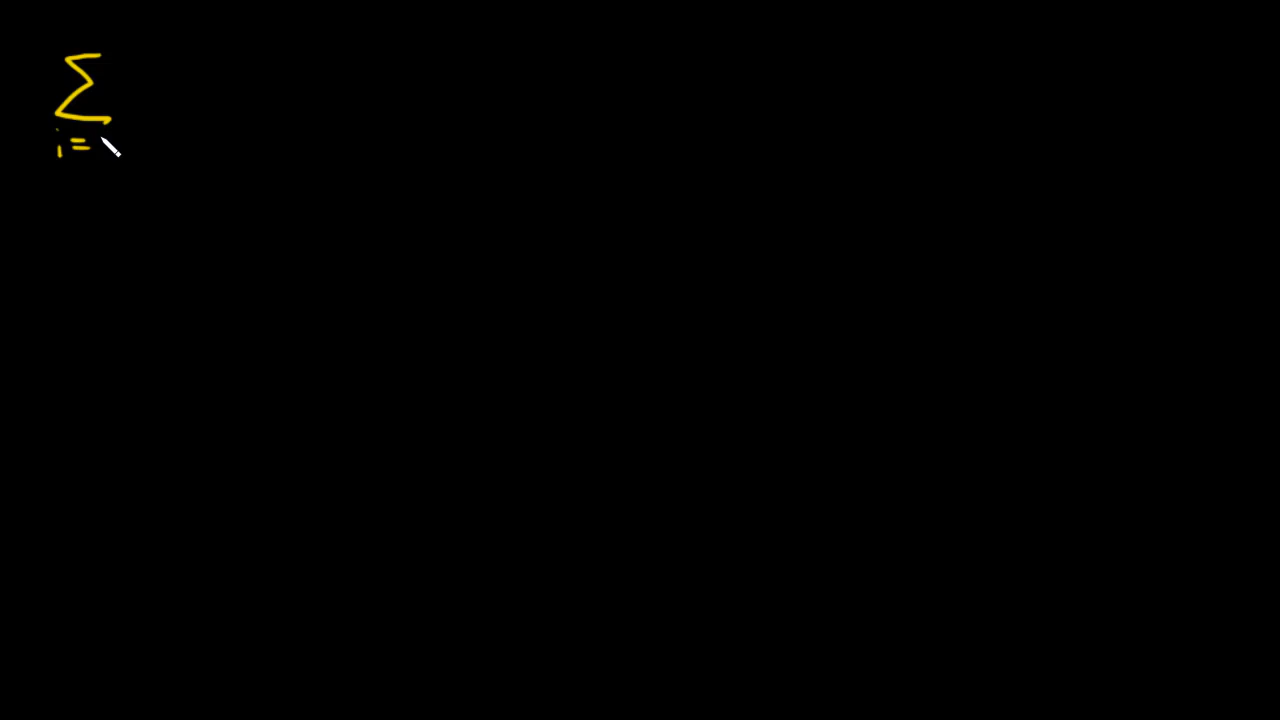 Σ
i =